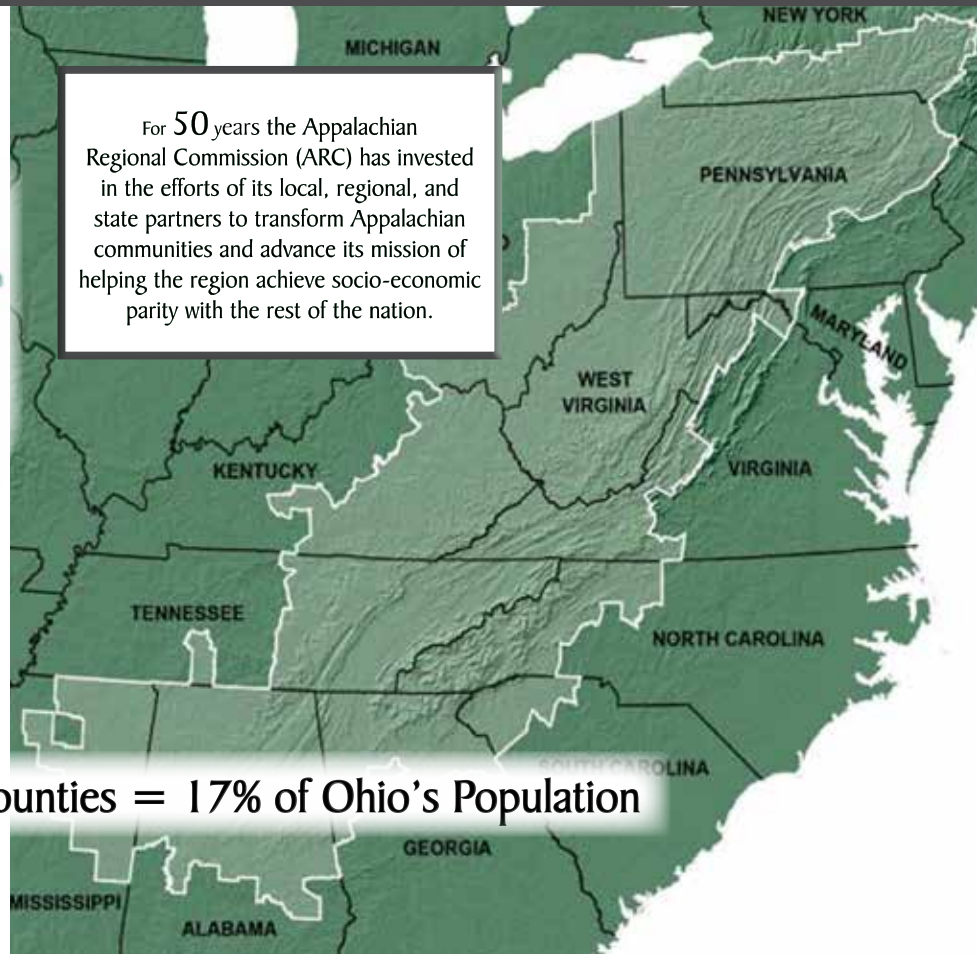 NEW YORK
MICHIGAN
For 50 years the Appalachian
Regional Commission (ARC) has invested
in the efforts of its local, regional, and
state partners to transform Appalachian
communities and advance its mission of
helping the region achieve socio-economic
parity with the rest of the nation.
PENNSYLVANIA
MARYLAND
WEST
VIRGINIA
KENTUCKY
VIRGINIA
TENNESSEE
NORTH CAROLINA
SOUTH CAROLINA
ounties = 17% of Ohio’s Population
GEORGIA
MISSISSIPPI
ALABAMA